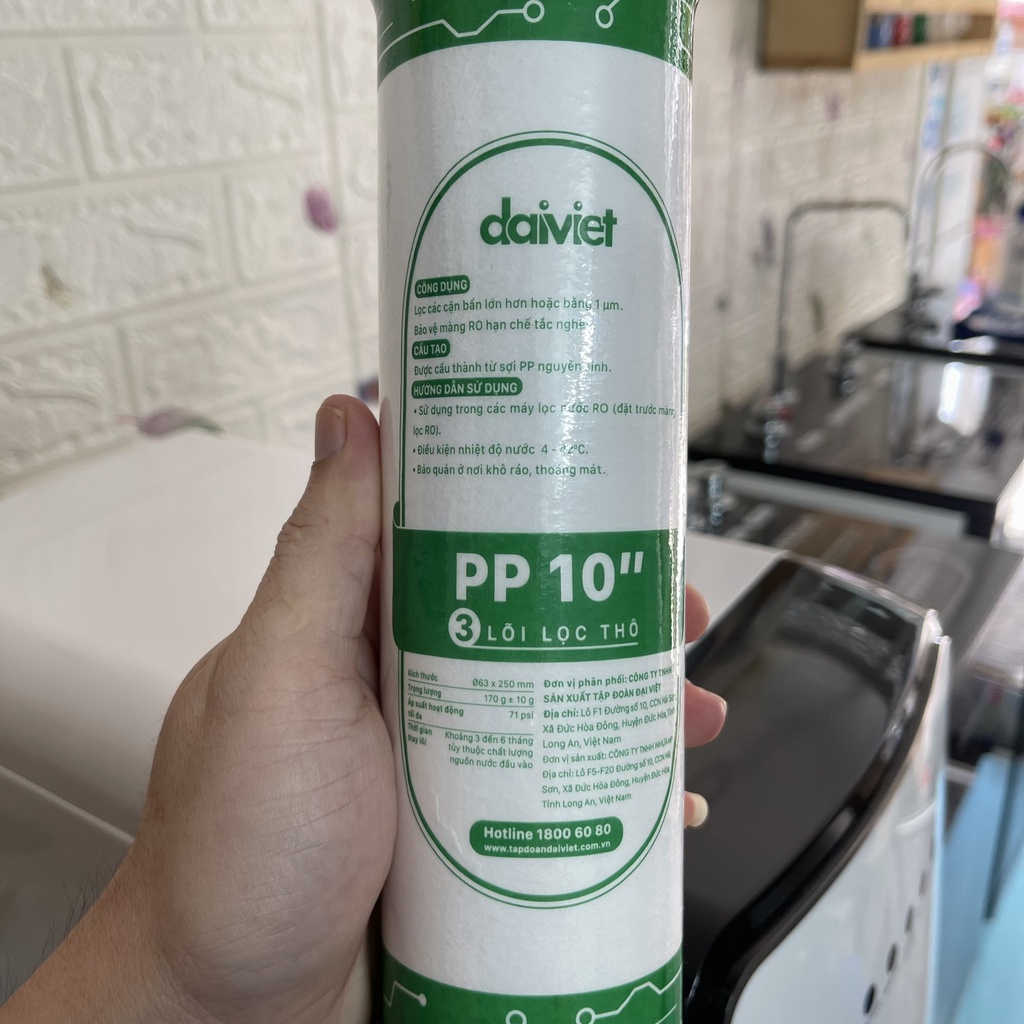 daiviet
CÔNG DỤNG
Lọc các cặn bẩn lớn hơn hoặc bằng 1 µm.
Bảo vệ màng RO hạn chế tắc nghẽ
CẤU TẠO
Được cấu thành từ sợi PP nguyên sinh.
HƯỚNG DẪN SỬ DỤNG
• Sử dụng trong các máy lọc nước RO (đặt trước màng
lọc RO).
• Điều kiện nhiệt độ nước 4 - °C.
• Bảo quản ở nơi khô ráo, thoáng mát.
PP 10"
3 LÕI LỌC THÔ
Kích thước Ø63 x 250 mm
Trọng lượng 170 g ± 10 g
Áp suất hoạt động
tối đa 71 psi
Thời gian
thay lõi Khoảng 3 đến 6 tháng
tùy thuộc chất lượng
nguồn nước đầu vào
Đơn vị phân phối: CÔNG TY TNHH
SẢN XUẤT TẬP ĐOÀN ĐẠI VIỆT
Địa chỉ: Lô F1 Đường số 10, CCN Hải Sơn
Xã Đức Hòa Đông, Huyện Đức Hòa, Tỉnh
Long An, Việt Nam
Đơn vị sản xuất: CÔNG TY TNHH NHỰA
Địa chỉ: Lô F5-F20 Đường số 10, CCN Hải
Sơn, Xã Đức Hòa Đông, Huyện Đức Hòa,
Tỉnh Long An, Việt Nam
Hotline 1800 60 80
www.tapdoandaiviet.com.vn